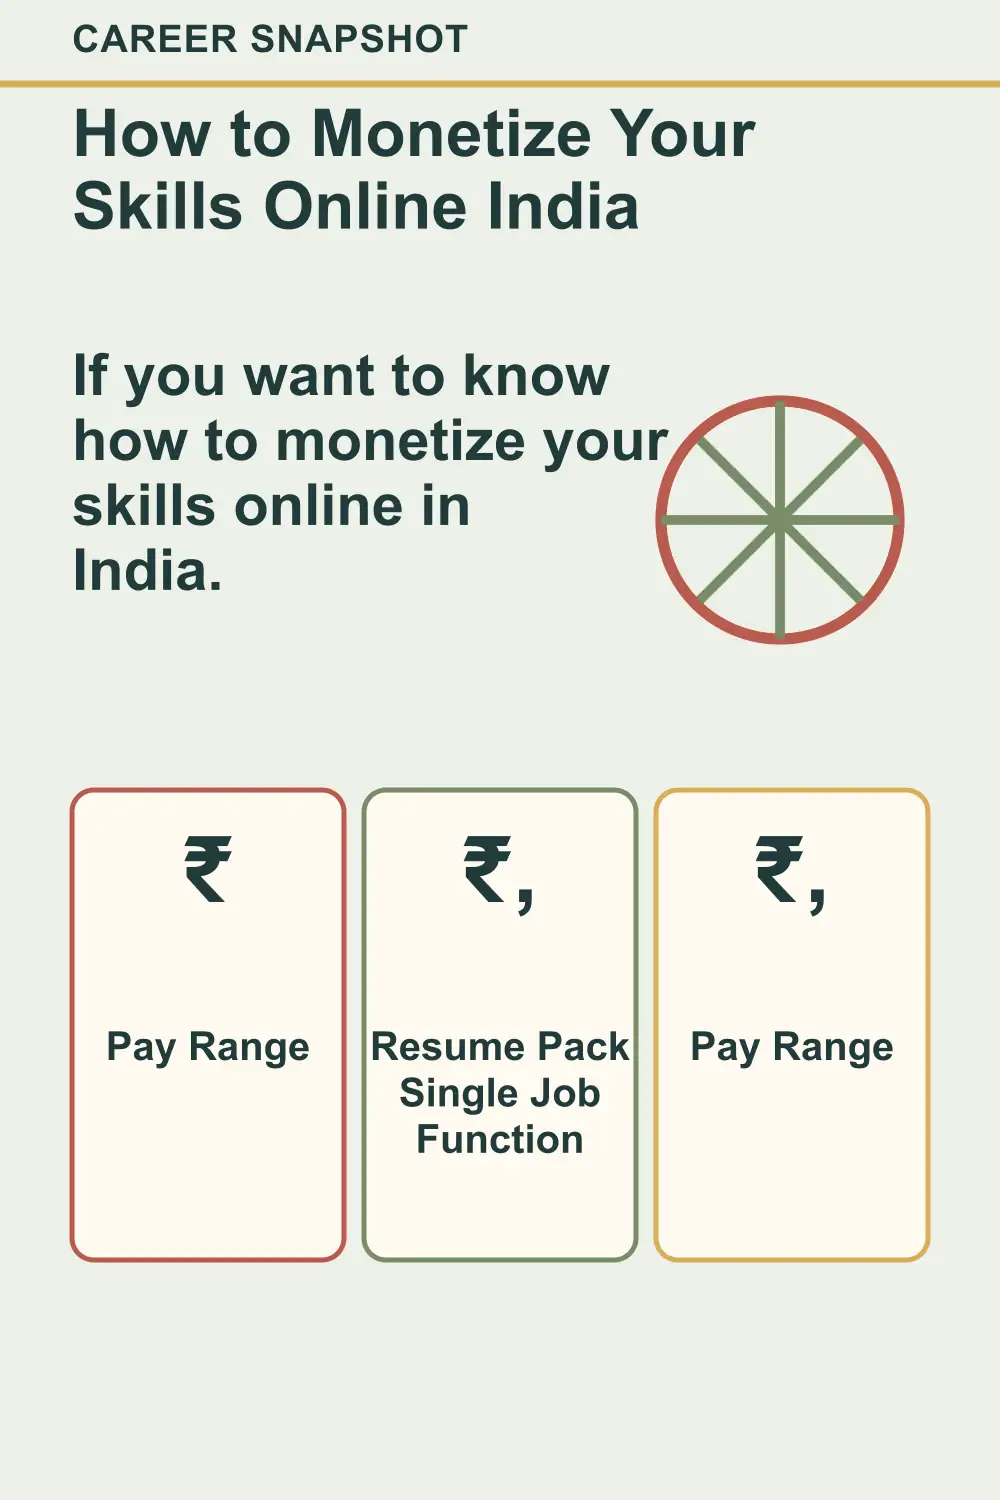 CAREER SNAPSHOT
How to Monetize Your
Skills Online India
If you want to know
how to monetize your
skills online in
India.
₹
Pay Range
₹,
Resume Pack
Single Job
Function
₹,
Pay Range